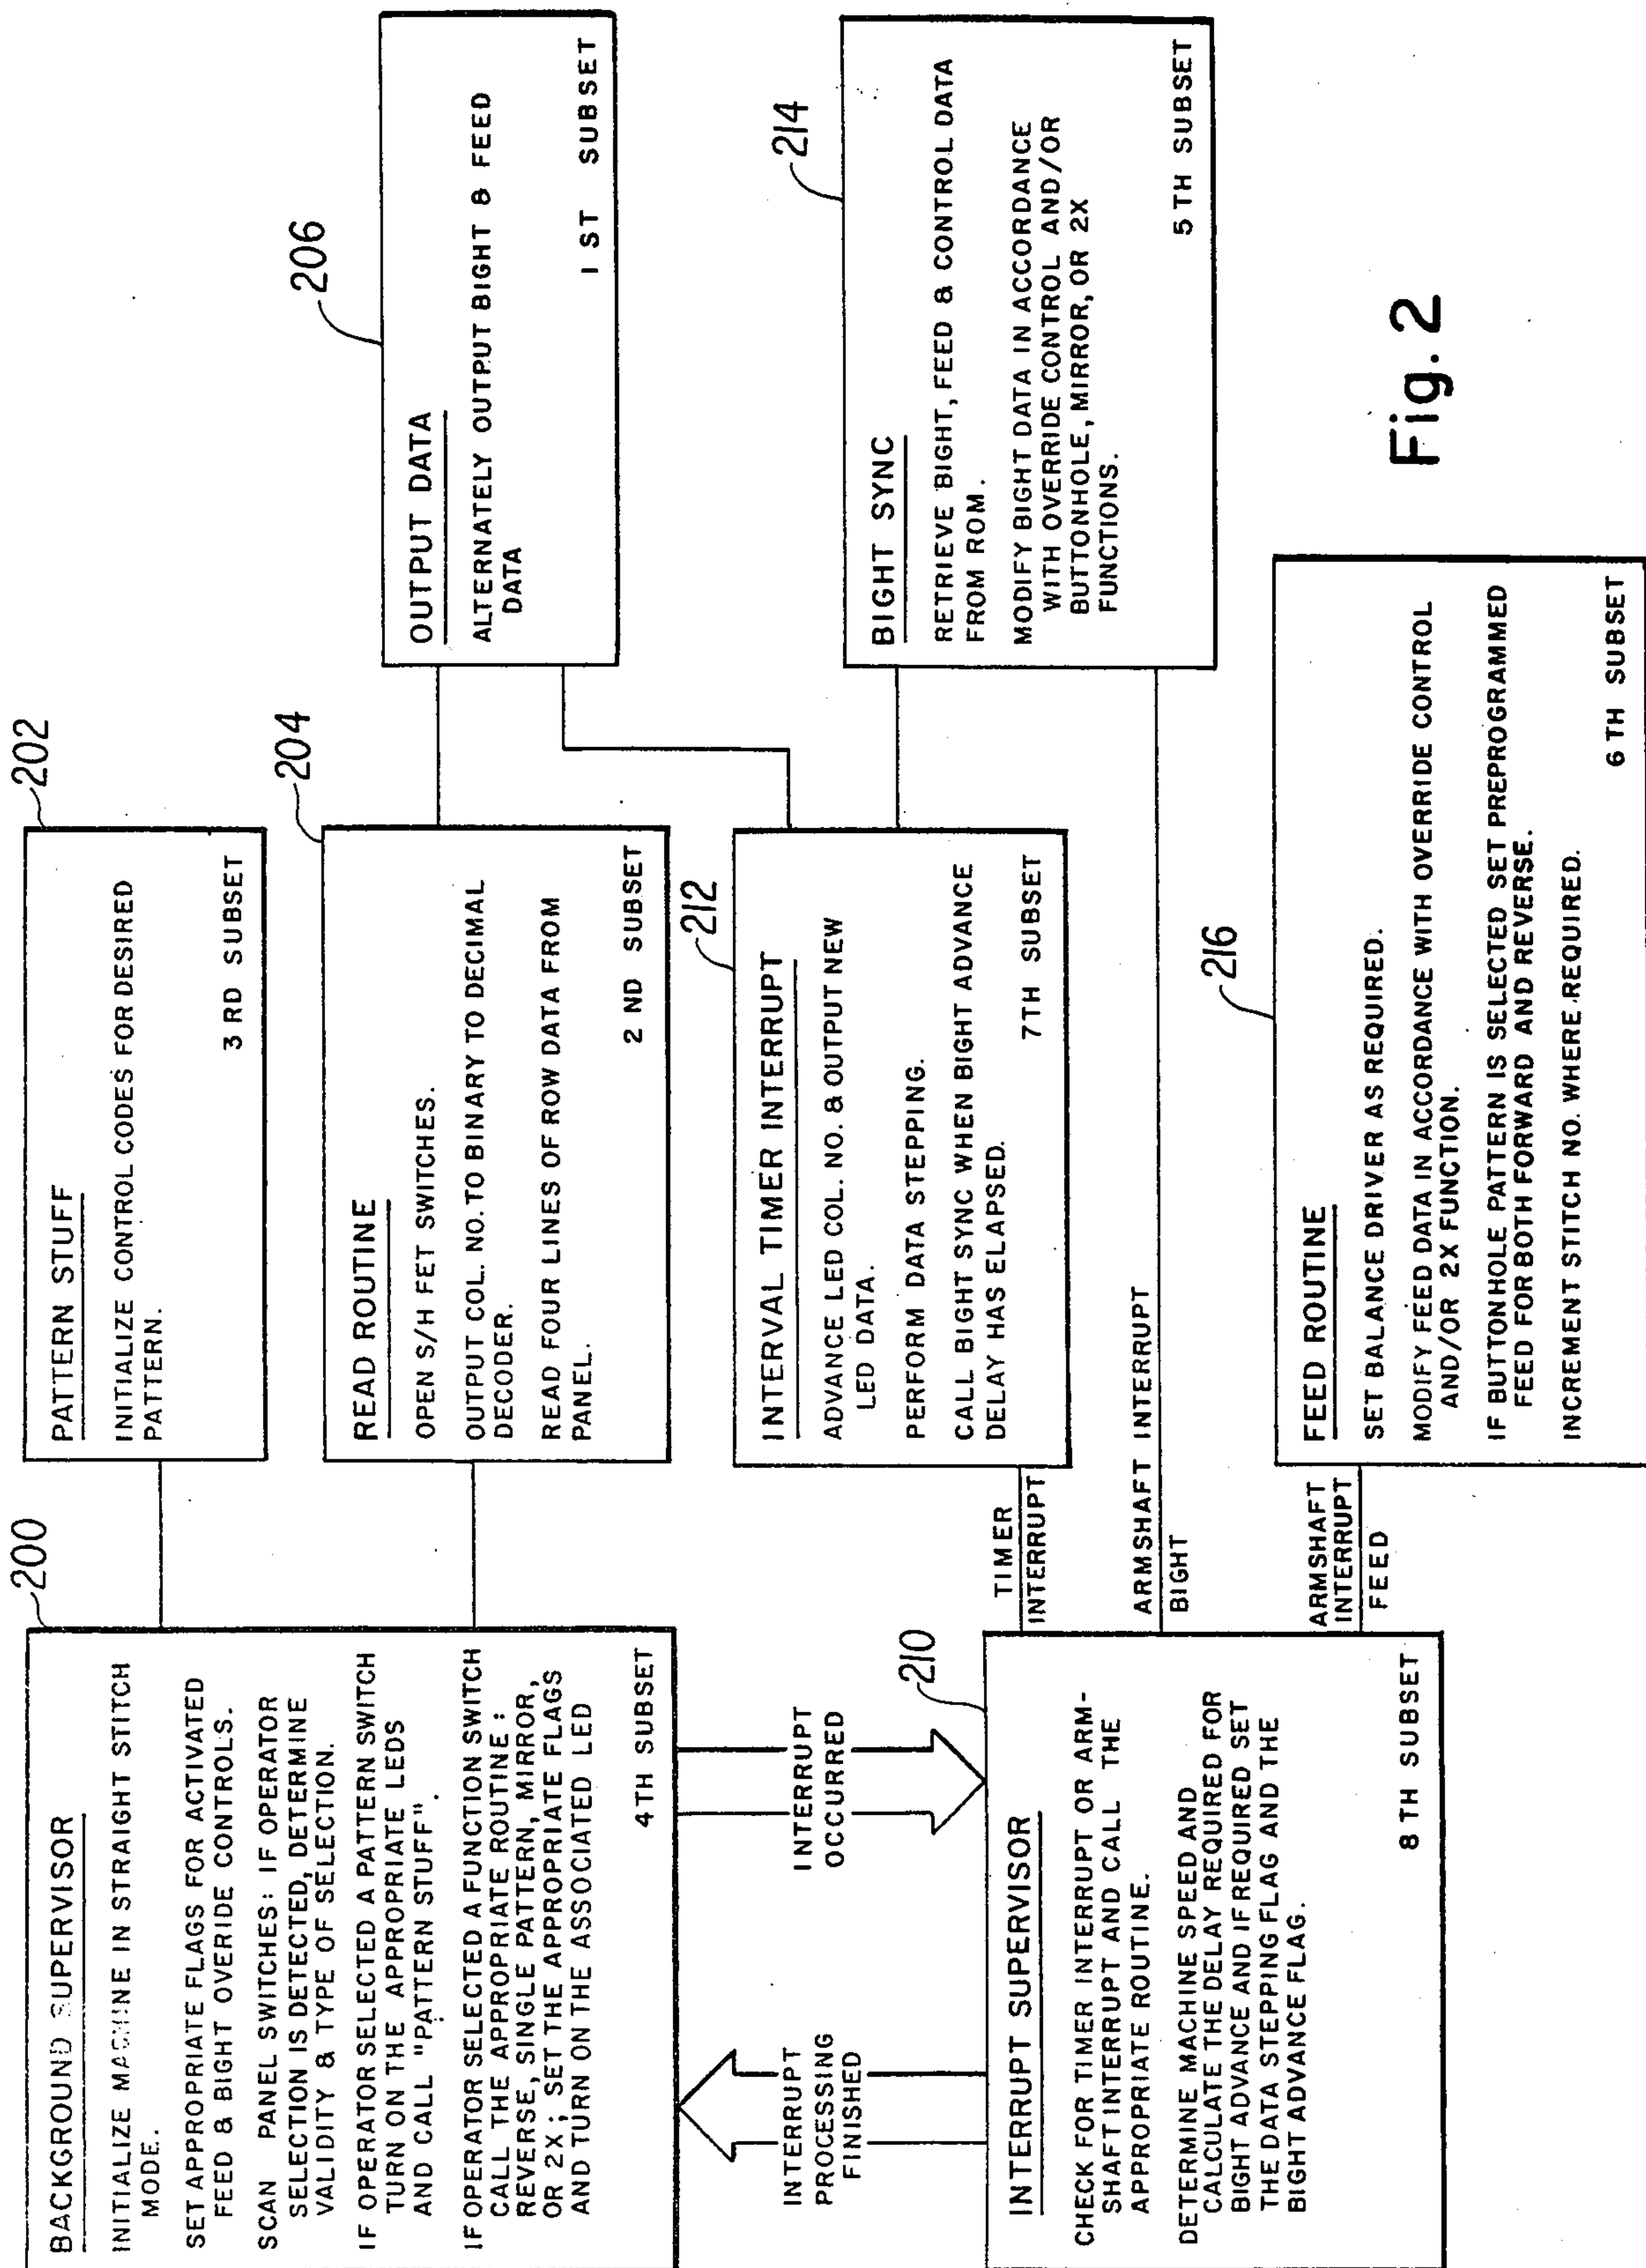 200
BACKGROUND SUPERVISOR
INITIALIZE MACHINE IN STRAIGHT STITCH
MODE.
SET APPROPRIATE FLAGS FOR ACTIVATED
FEED & BIGHT OVERIDE CONTROLS.
SCAN PANEL SWITCHES: IF OPERATOR
SELECTION IS DETECTED, DETERMINE
VALIDITY & TYPE OF SELECTION.
IF OPERATOR SELECTED A PATTERN SWITCH
TURN ON THE APPROPRIATE LEDS
AND CALL "PATTERN STUFF".
IF OPERATOR SELECTED A FUNCTION SWITCH
CALL THE APPROPRIATE ROUTINE:
REVERSE, SINGLE PATTERN, MIRROR,
OR 2X; SET THE APPROPRIATE FLAGS
AND TURN ON THE ASSOCIATED LED
4TH SUBSET
202
PATTERN STUFF
INITIALIZE CONTROL CODES FOR DESIRED
PATTERN.
3 RD SUBSET
204
READ ROUTINE
OPEN S/H FET SWITCHES.
OUTPUT COL. NO. TO BINARY TO DECIMAL
DECODER.
READ FOUR LINES OF ROW DATA FROM
PANEL.
2 ND SUBSET
206
OUTPUT DATA
ALTERNATELY OUTPUT BIGHT & FEED
DATA
1 ST SUBSET
INTERRUPT
PROCESSING
FINISHED
INTERRUPT
OCCURRED
210
INTERRUPT SUPERVISOR
CHECK FOR TIMER INTERRUPT OR ARM-
SHAFT INTERRUPT AND CALL THE
APPROPRIATE ROUTINE.
DETERMINE MACHINE SPEED AND
CALCULATE THE DELAY REQUIRED FOR
BIGHT ADVANCE AND IF REQUIRED SET
THE DATA STEPPING FLAG AND THE
BIGHT ADVANCE FLAG.
8 TH SUBSET
TIMER
INTERRUPT
ARMSHAFT INTERRUPT
BIGHT
ARMSHAFT
INTERRUPT
FEED
212
INTERVAL TIMER INTERRUPT
ADVANCE LED COL. NO. & OUTPUT NEW
LED DATA.
PERFORM DATA STEPPING.
CALL BIGHT SYNC WHEN BIGHT ADVANCE
DELAY HAS ELAPSED.
7TH SUBSET
214
BIGHT SYNC
RETRIEVE BIGHT, FEED & CONTROL DATA
FROM ROM.
MODIFY BIGHT DATA IN ACCORDANCE
WITH OVERRIDE CONTROL AND/OR
BUTTONHOLE, MIRROR, OR 2X
FUNCTIONS.
5 TH SUBSET
216
FEED ROUTINE
SET BALANCE DRIVER AS REQUIRED.
MODIFY FEED DATA IN ACCORDANCE WITH OVERRIDE CONTROL
AND/OR 2X FUNCTION.
IF BUTTONHOLE PATTERN IS SELECTED SET PREPROGRAMMED
FEED FOR BOTH FORWARD AND REVERSE.
INCREMENT STITCH NO. WHERE REQUIRED.
6 TH SUBSET
Fig. 2